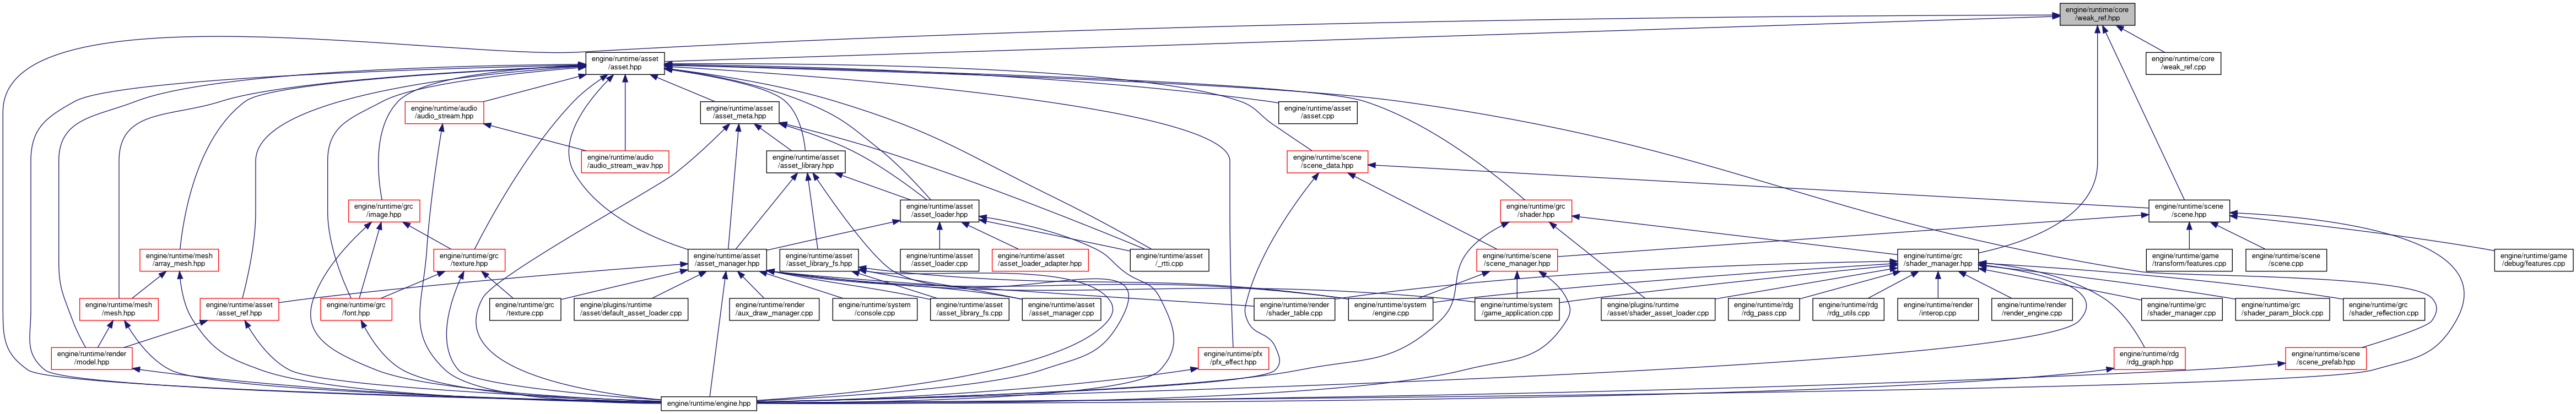 engine/runtime/core
/weak_ref.hpp
engine/runtime/asset
/asset.hpp
engine/runtime/core
/weak_ref.cpp
engine/runtime/audio
/audio_stream.hpp
engine/runtime/asset
/asset_meta.hpp
engine/runtime/asset
/asset.cpp
engine/runtime/audio
/audio_stream_wav.hpp
engine/runtime/asset
/asset_library.hpp
engine/runtime/scene
/scene_data.hpp
engine/runtime/grc
/image.hpp
engine/runtime/asset
/asset_loader.hpp
engine/runtime/grc
/shader.hpp
engine/runtime/scene
/scene.hpp
engine/runtime/mesh
/array_mesh.hpp
engine/runtime/grc
/texture.hpp
engine/runtime/asset
/asset_manager.hpp
engine/runtime/asset
/asset_library_fs.hpp
engine/runtime/asset
/asset_loader.cpp
engine/runtime/asset
/asset_loader_adapter.hpp
engine/runtime/asset
/_rtti.cpp
engine/runtime/scene
/scene_manager.hpp
engine/runtime/grc
/shader_manager.hpp
engine/runtime/game
/transform/features.cpp
engine/runtime/scene
/scene.cpp
engine/runtime/game
/debug/features.cpp
engine/runtime/mesh
/mesh.hpp
engine/runtime/asset
/asset_ref.hpp
engine/runtime/grc
/font.hpp
engine/runtime/grc
/texture.cpp
engine/plugins/runtime
/asset/default_asset_loader.cpp
engine/runtime/render
/aux_draw_manager.cpp
engine/runtime/system
/console.cpp
engine/runtime/asset
/asset_library_fs.cpp
engine/runtime/asset
/asset_manager.cpp
engine/runtime/render
/shader_table.cpp
engine/runtime/system
/engine.cpp
engine/runtime/system
/game_application.cpp
engine/plugins/runtime
/asset/shader_asset_loader.cpp
engine/runtime/rdg
/rdg_pass.cpp
engine/runtime/rdg
/rdg_utils.cpp
engine/runtime/render
/interop.cpp
engine/runtime/render
/render_engine.cpp
engine/runtime/grc
/shader_manager.cpp
engine/runtime/grc
/shader_param_block.cpp
engine/runtime/grc
/shader_reflection.cpp
engine/runtime/render
/model.hpp
engine/runtime/pfx
/pfx_effect.hpp
engine/runtime/rdg
/rdg_graph.hpp
engine/runtime/scene
/scene_prefab.hpp
engine/runtime/engine.hpp